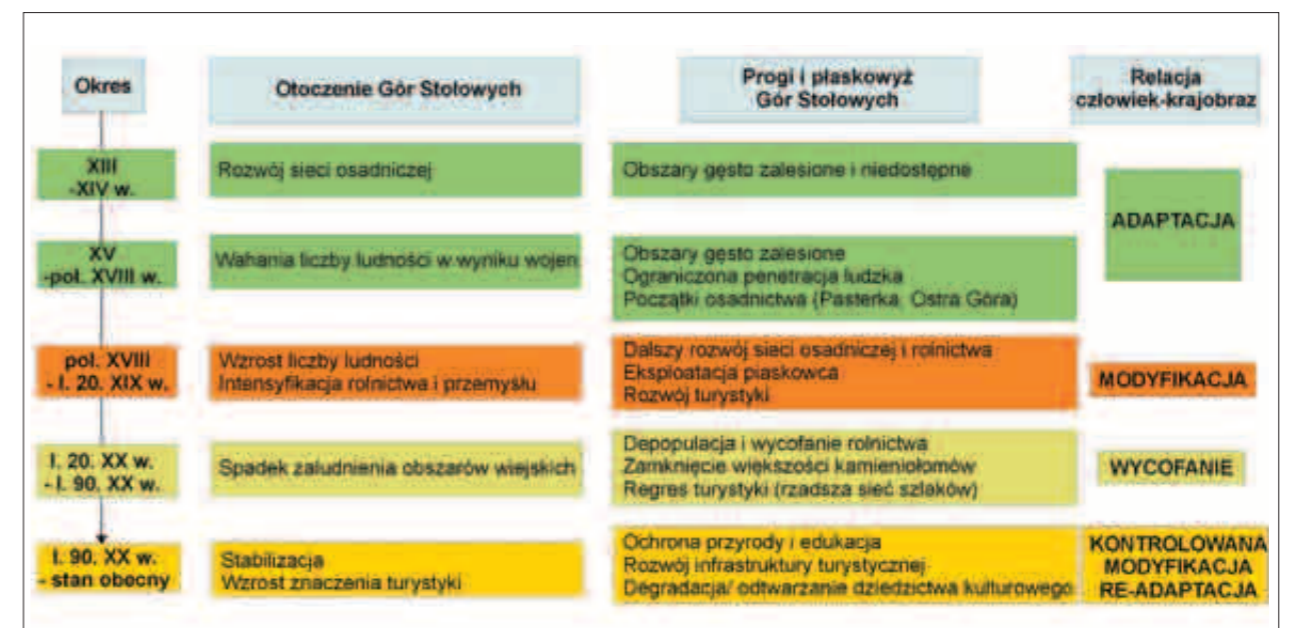 Okres
Otoczenie Gór Stołowych
Progi i płaskowyż
Gór Stołowych
Relacja
człowiek-krajobraz
XIII
-XIV w.
Rozwój sieci osadniczej
Obszary gęsto zalesione i niedostępne
ADAPTACJA
XV
-poł. XVIII w.
Wahania liczby ludności w wyniku wojen
Obszary gęsto zalesione
Ograniczona penetracja ludzka
Początki osadnictwa (Pasterka, Ostra Góra)
poł. XVIII
- l. 20. XIX w.
Wzrost liczby ludności
Intensyfikacja rolnictwa i przemysłu
Dalszy rozwój sieci osadniczej i rolnictwa
Eksploatacja piaskowca
Rozwój turystyki
MODYFIKACJA
l. 20. XX w.
- l. 90. XX w.
Spadek zaludnienia obszarów wiejskich
Depopulacja i wycofanie rolnictwa
Zamknięcie większości kamieniołomów
Regres turystyki (rzadsza sieć szlaków)
WYCOFANIE
l. 90. XX w.
- stan obecny
Stabilizacja
Wzrost znaczenia turystyki
Ochrona przyrody i edukacja
Rozwój infrastruktury turystycznej
Degradacja/ odtwarzanie dziedzictwa kulturowego
KONTROLOWANA
MODYFIKACJA
RE-ADAPTACJA